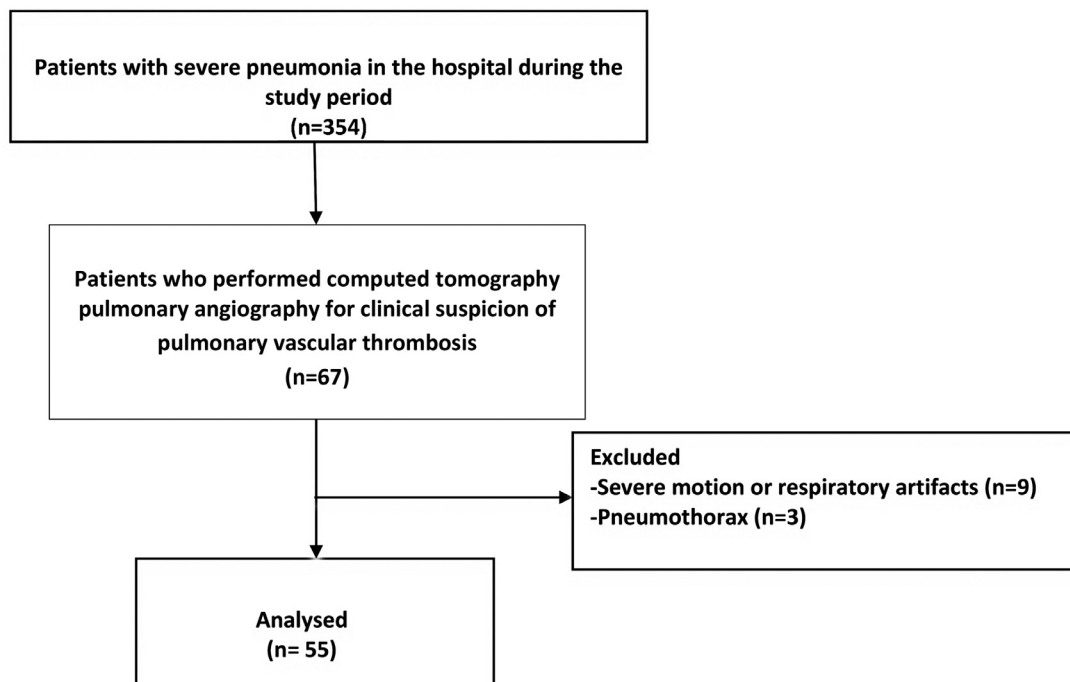 Patients with severe pneumonia in the hospital during the
study period
(n=354)
Patients who performed computed tomography
pulmonary angiography for clinical suspicion of
pulmonary vascular thrombosis
(n=67)
Excluded
-Severe motion or respiratory artifacts (n=9)
-Pneumothorax (n=3)
Analysed
(n= 55)